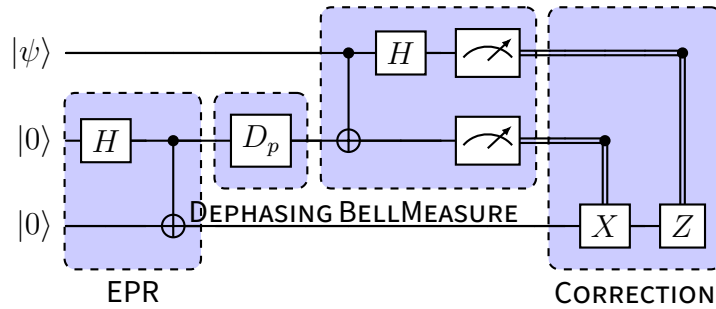 |ψ⟩ H
|0⟩ H D_p
DEPHASING BELLMEASURE
|0⟩ X Z
EPR CORRECTION